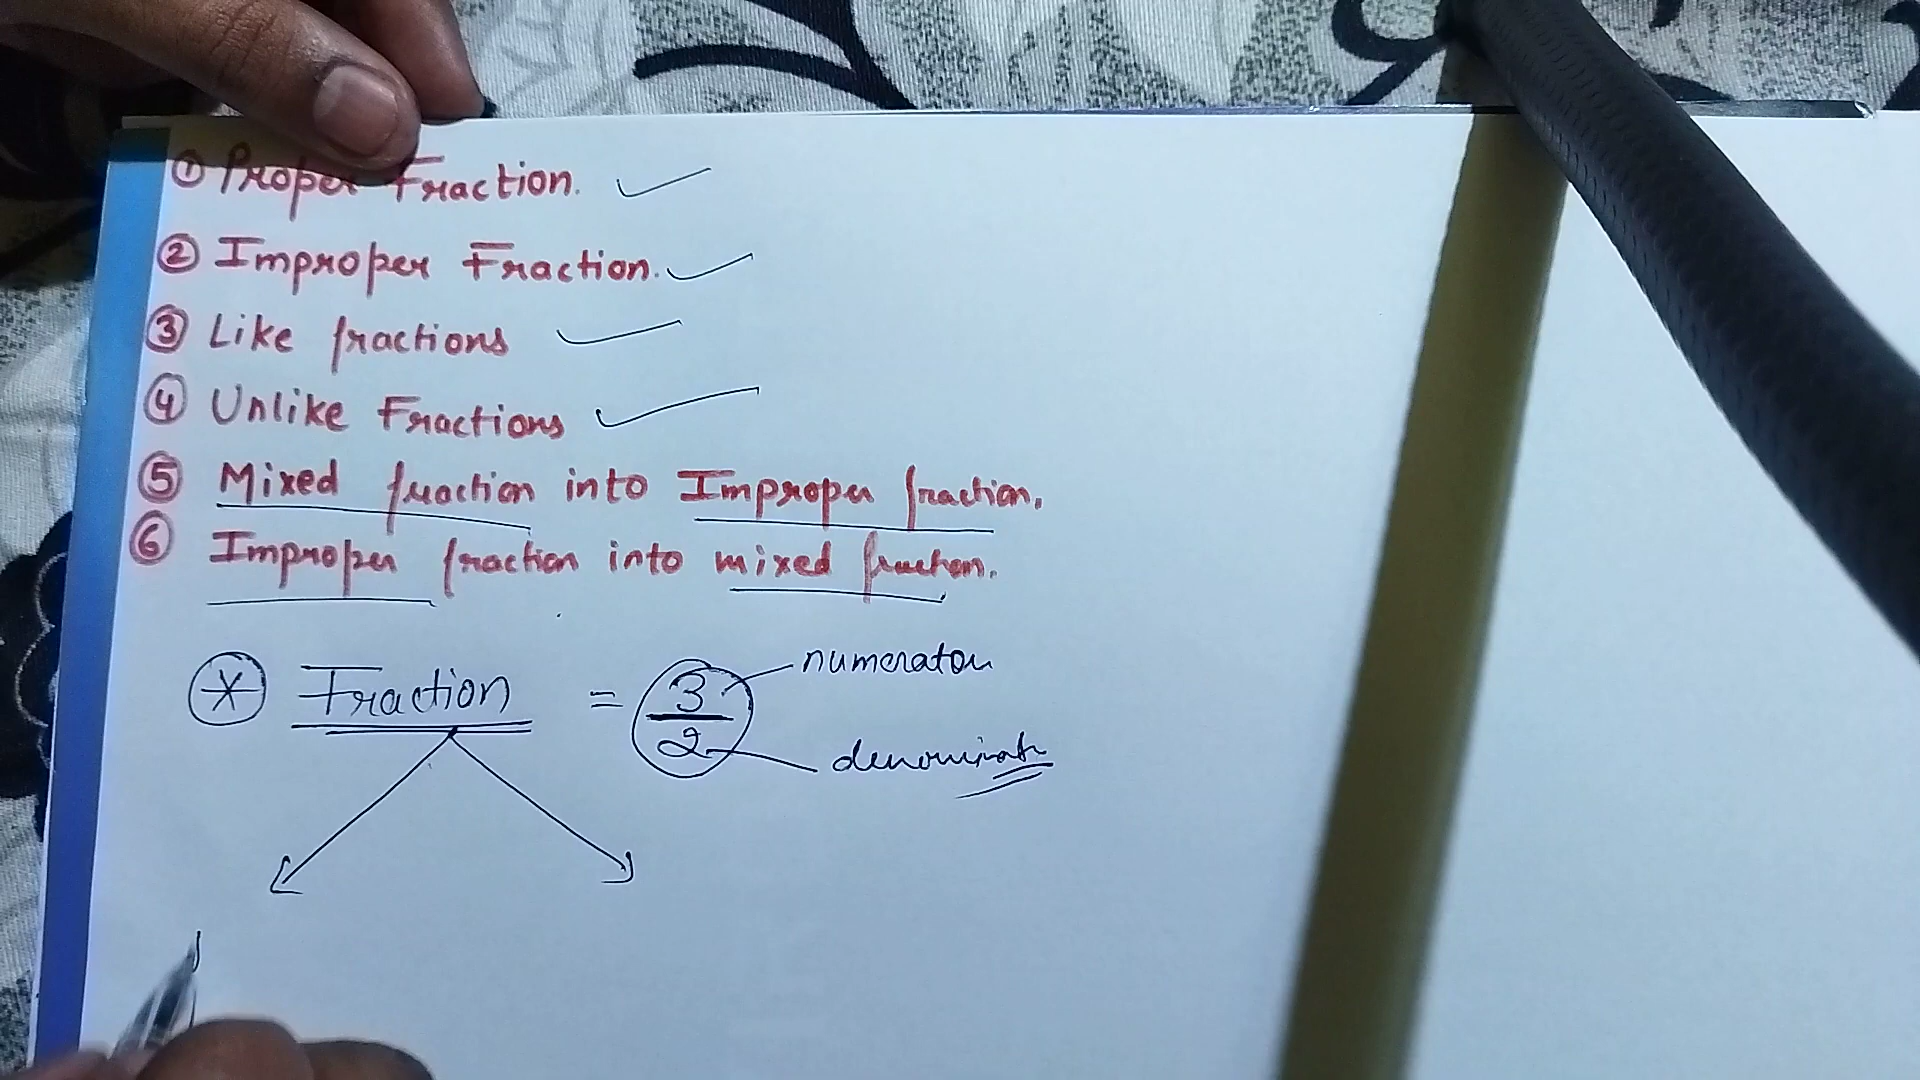 ① Proper Fraction.
② Improper Fraction.
③ Like fractions
④ Unlike Fractions
⑤ Mixed fraction into Improper fraction.
⑥ Improper fraction into mixed fraction.
* Fraction = 3/2
numerator
denominator